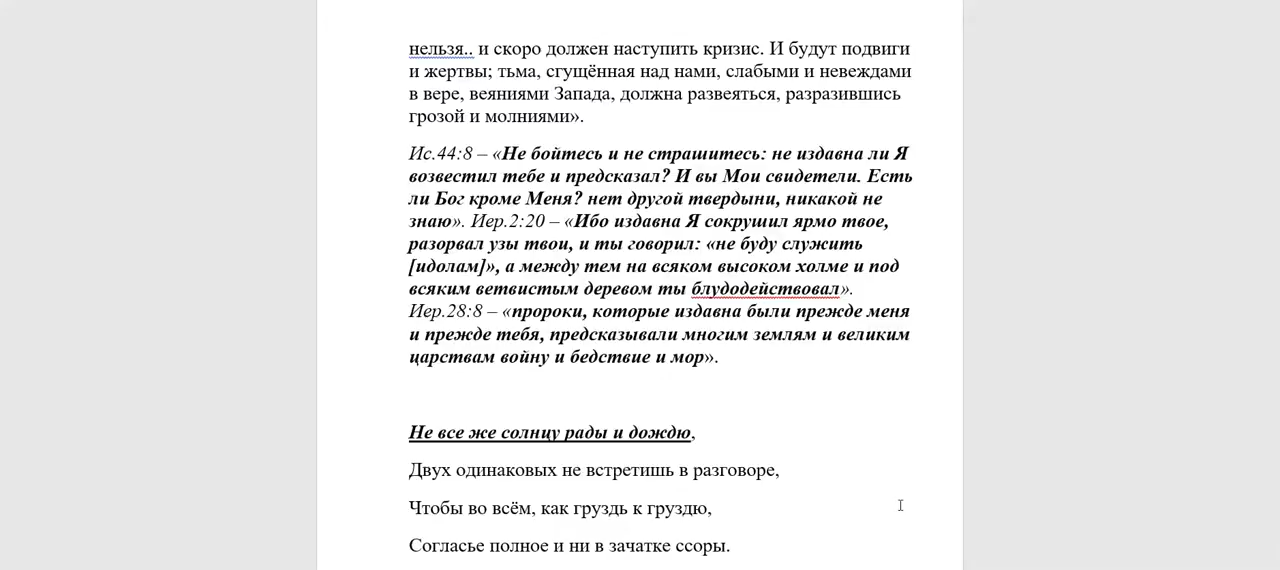 нельзя.. и скоро должен наступить кризис. И будут подвиги
и жертвы; тьма, сгущённая над нами, слабыми и невеждами
в вере, веяниями Запада, должна развеяться, разразившись
грозой и молниями».
Ис.44:8 – «Не бойтесь и не страшитесь: не издавна ли Я
возвестил тебе и предсказал? И вы Мои свидетели. Есть
ли Бог кроме Меня? нет другой твердыни, никакой не
знаю». Иер.2:20 – «Ибо издавна Я сокрушил ярмо твое,
разорвал узы твои, и ты говорил: «не буду служить
[идолам]», а между тем на всяком высоком холме и под
всяким ветвистым деревом ты блудодействовал».
Иер.28:8 – «пророки, которые издавна были прежде меня
и прежде тебя, предсказывали многим землям и великим
царствам войну и бедствие и мор».
Не все же солнцу рады и дождю,
Двух одинаковых не встретишь в разговоре,
Чтобы во всём, как груздь к груздю,
Согласье полное и ни в зачатке ссоры.